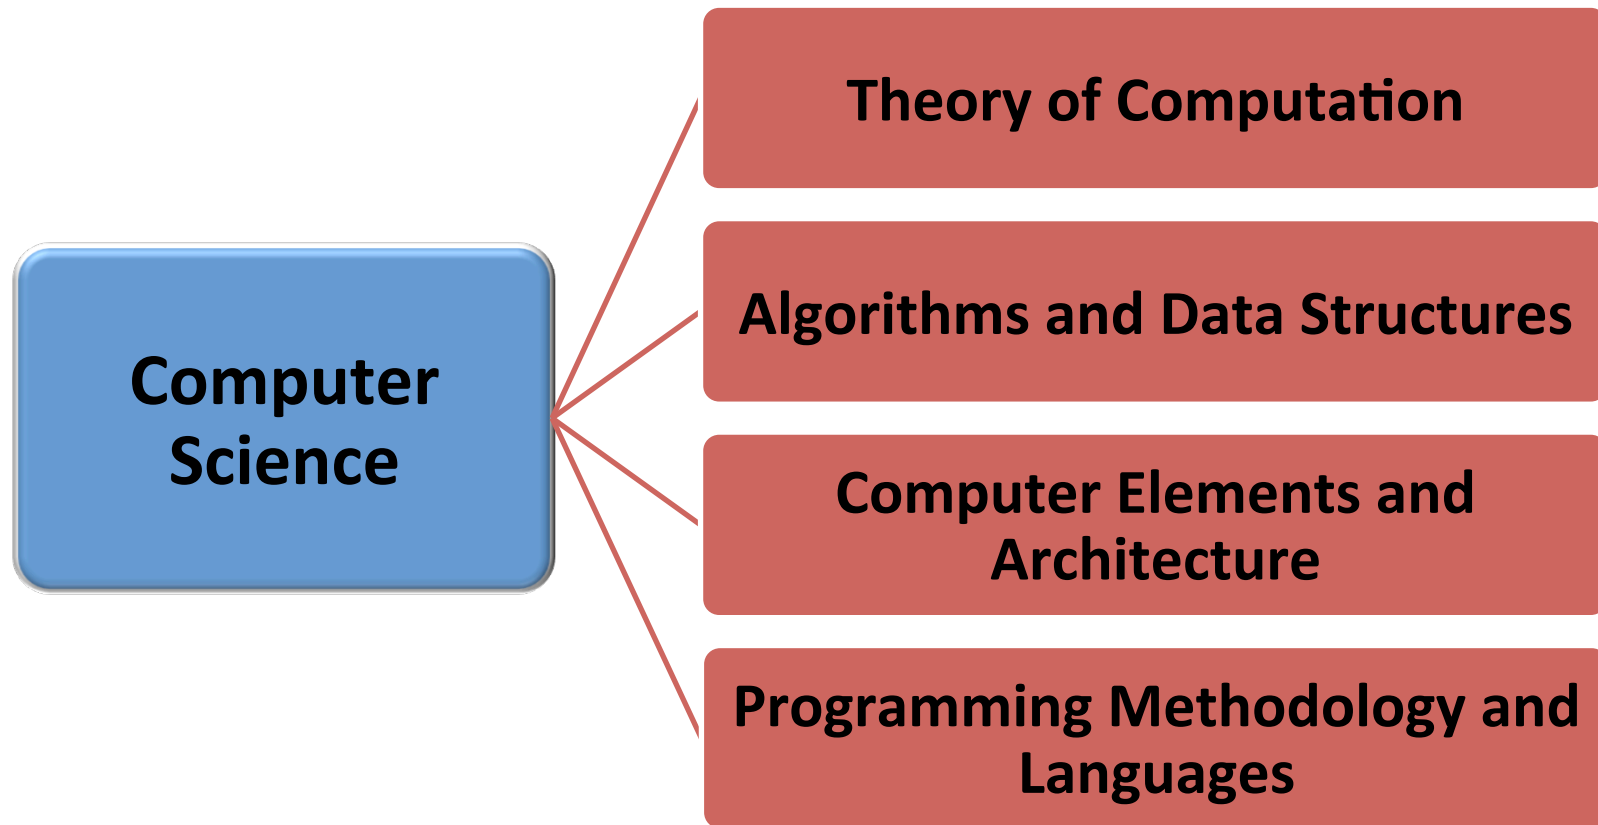 Computer
Science
Theory of Computation
Algorithms and Data Structures
Computer Elements and
Architecture
Programming Methodology and
Languages